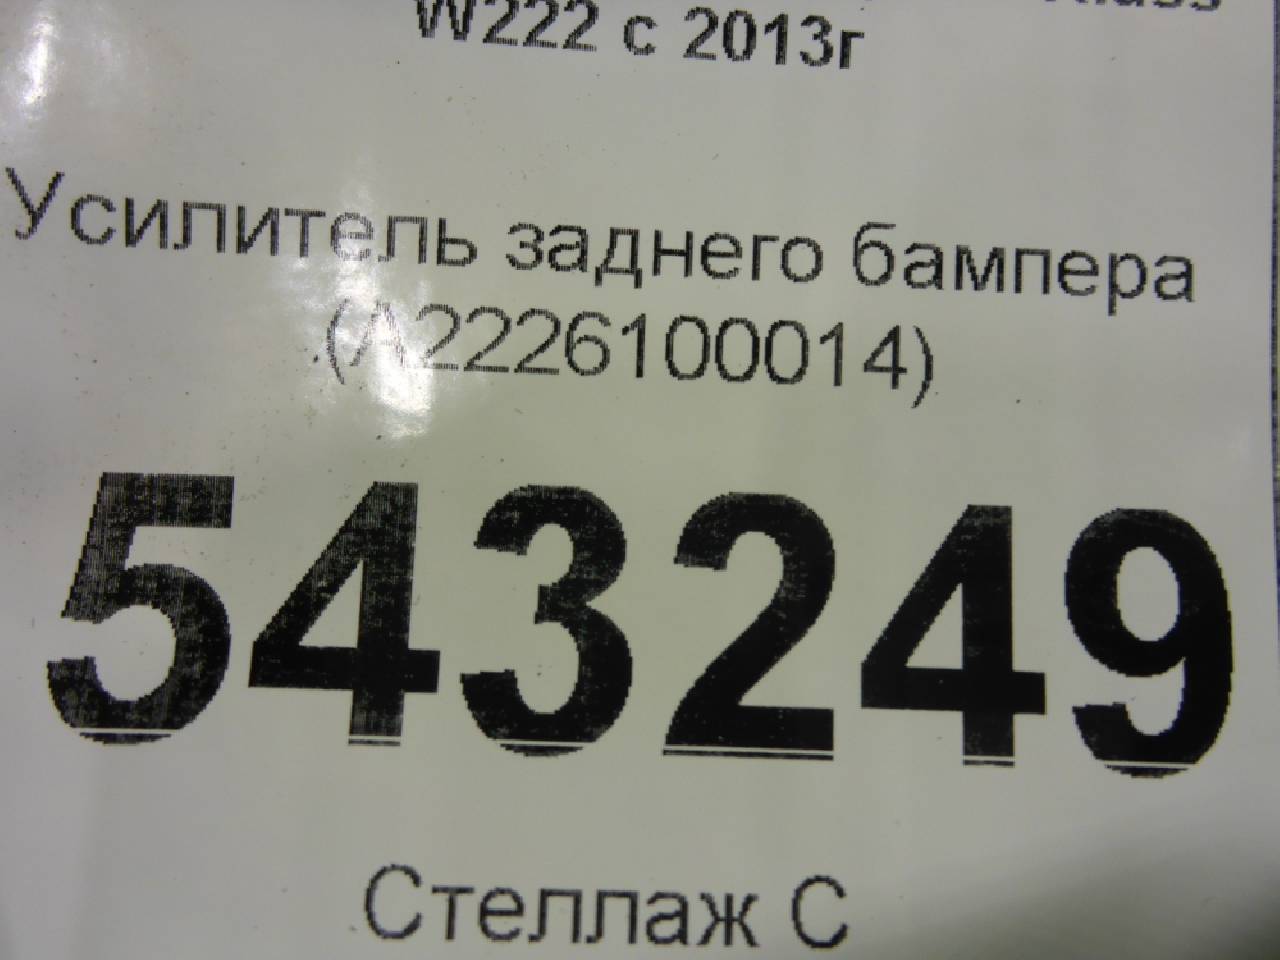 W222 с 2013г
Усилитель заднего бампера
(A2226100014)
543249
Стеллаж С